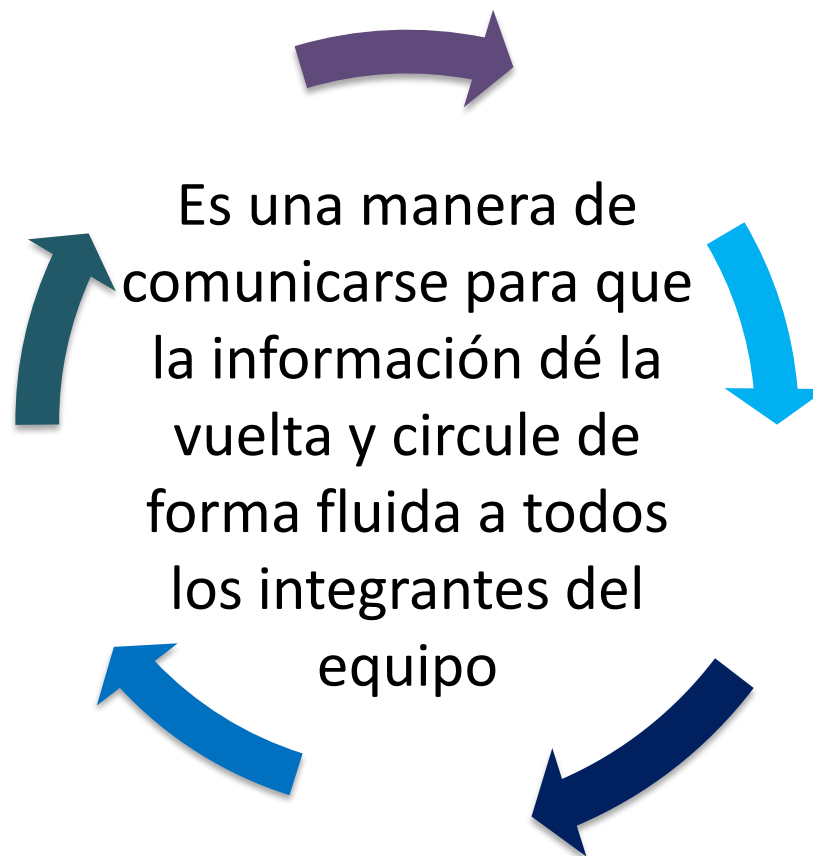 Es una manera de
comunicarse para que
la información dé la
vuelta y circule de
forma fluida a todos
los integrantes del
equipo